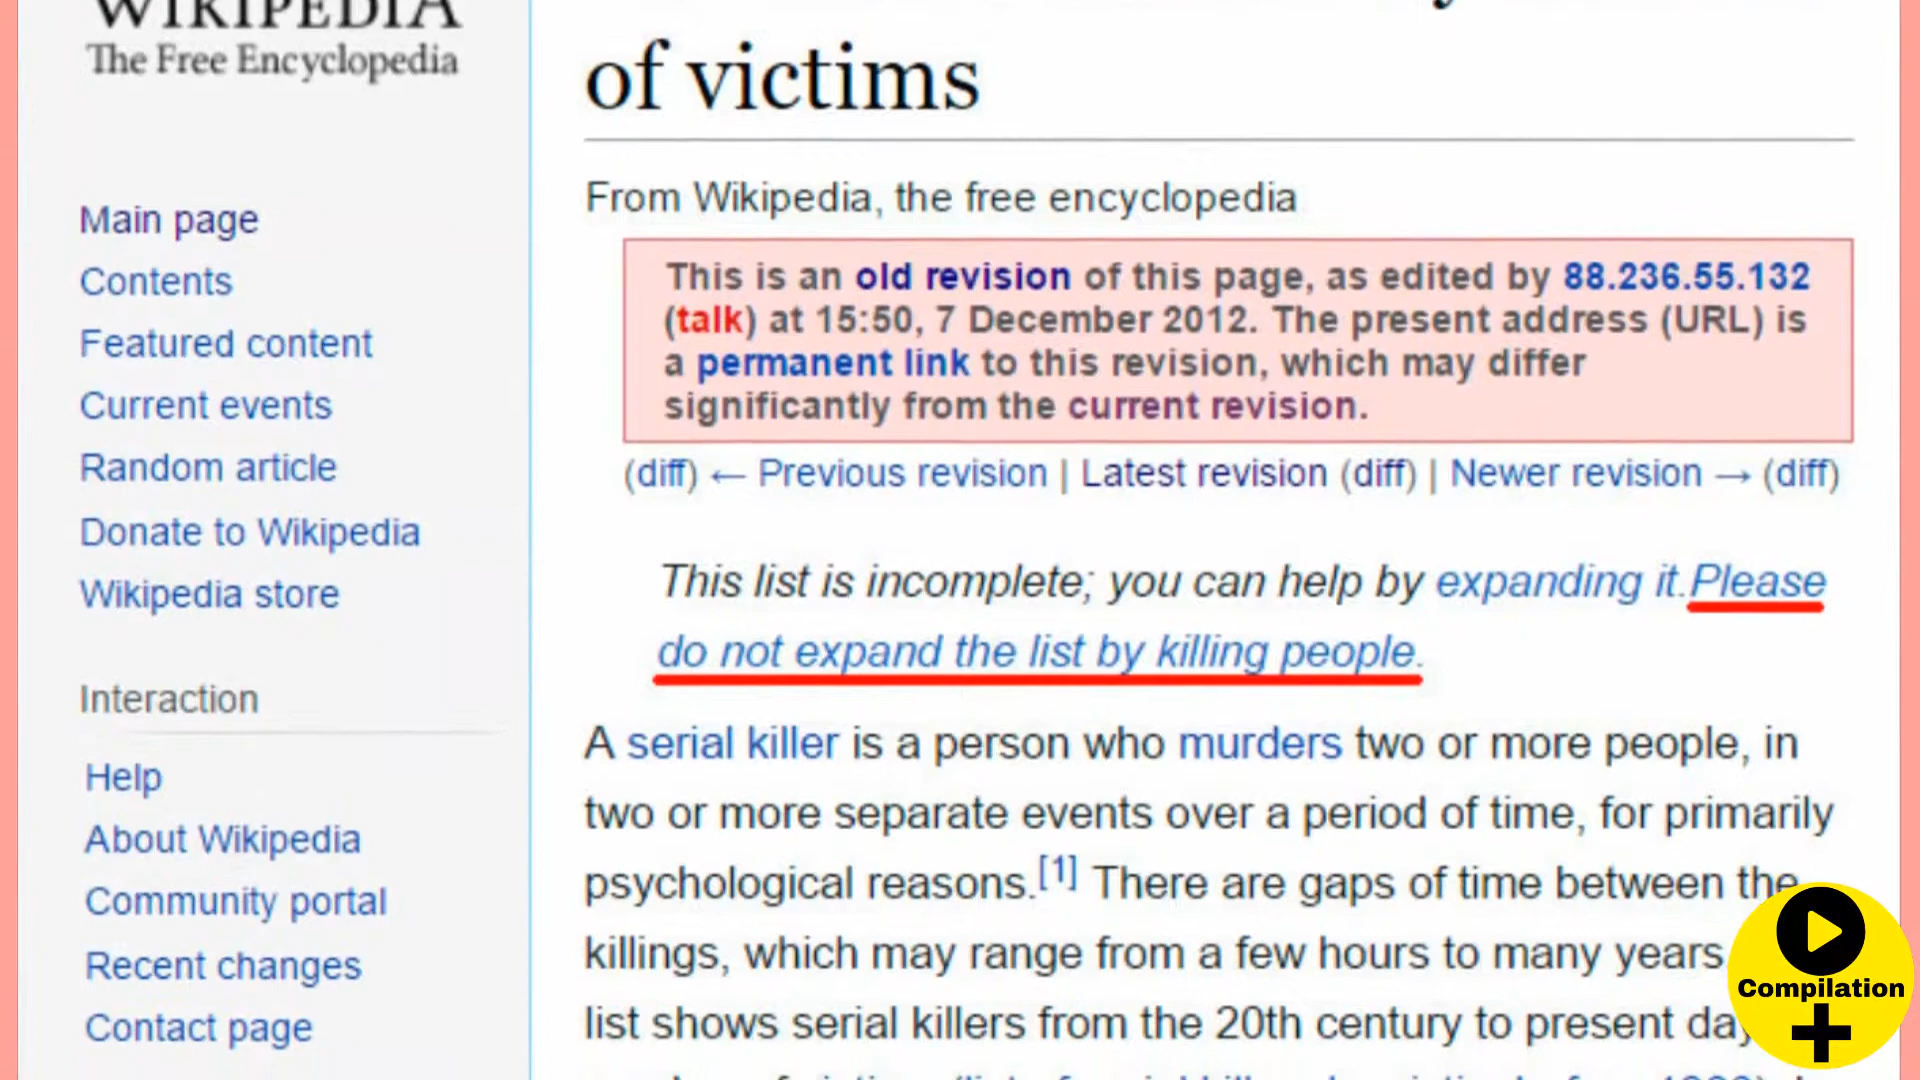 WIKIPEDIA
The Free Encyclopedia
Main page
Contents
Featured content
Current events
Random article
Donate to Wikipedia
Wikipedia store
Interaction
Help
About Wikipedia
Community portal
Recent changes
Contact page
of victims
From Wikipedia, the free encyclopedia
This is an old revision of this page, as edited by 88.236.55.132
(talk) at 15:50, 7 December 2012. The present address (URL) is
a permanent link to this revision, which may differ
significantly from the current revision.
(diff) ← Previous revision | Latest revision (diff) | Newer revision → (diff)
This list is incomplete; you can help by expanding it.Please
do not expand the list by killing people.
A serial killer is a person who murders two or more people, in
two or more separate events over a period of time, for primarily
psychological reasons.[1] There are gaps of time between the
killings, which may range from a few hours to many years
list shows serial killers from the 20th century to present day
Compilation
+